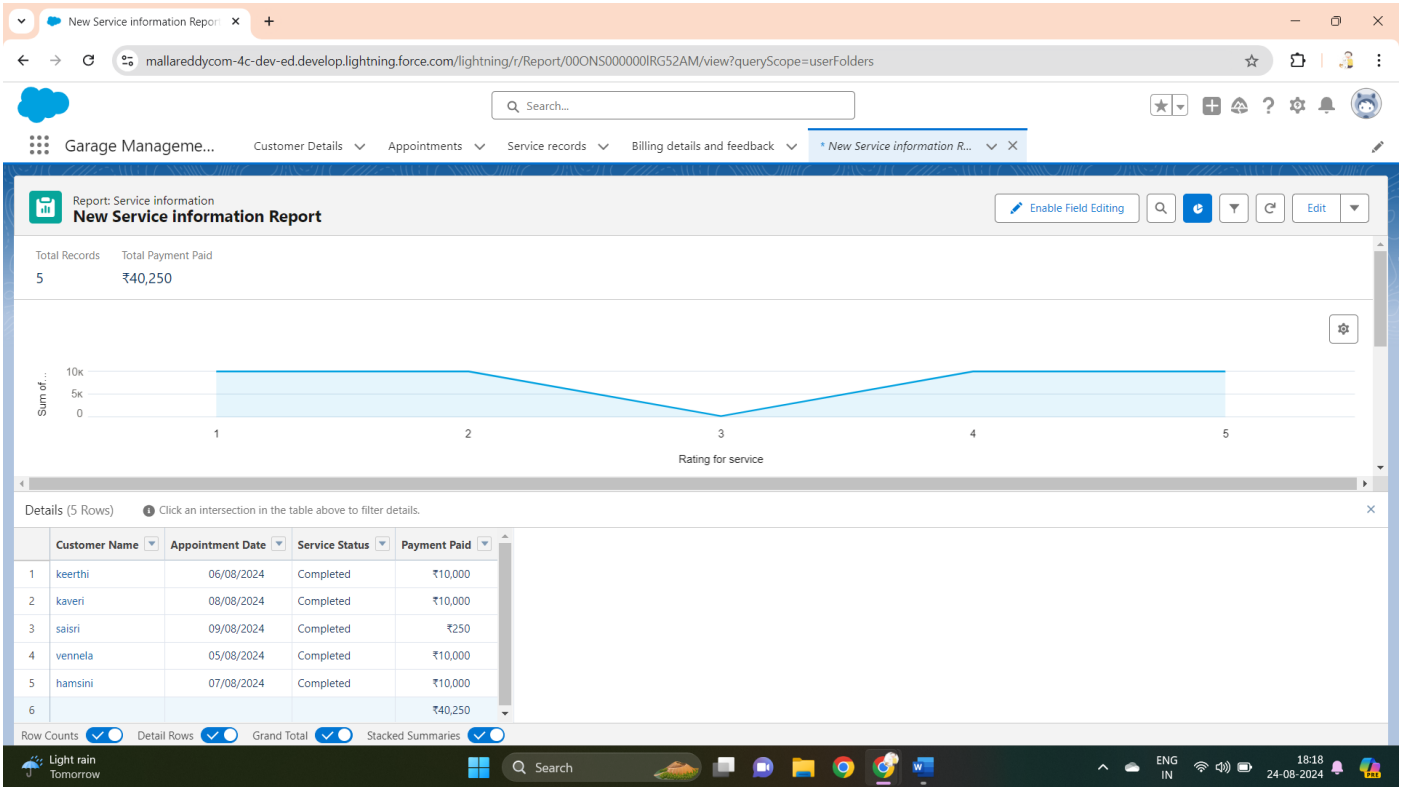 New Service information Report
mallareddycom-4c-dev-ed.develop.lightning.force.com/lightning/r/Report/00ONS000000lRG52AM/view?queryScope=userFolders
Search...
Garage Manageme... Customer Details Appointments Service records Billing details and feedback * New Service information R...
Report: Service information
New Service information Report
Enable Field Editing Edit
Total Records Total Payment Paid
5 ₹40,250
Sum of...
10K
5K
0
1 2 3 4 5
Rating for service
Details (5 Rows) Click an intersection in the table above to filter details.
Customer Name Appointment Date Service Status Payment Paid
1 keerthi 06/08/2024 Completed ₹10,000
2 kaveri 08/08/2024 Completed ₹10,000
3 saisri 09/08/2024 Completed ₹250
4 vennela 05/08/2024 Completed ₹10,000
5 hamsini 07/08/2024 Completed ₹10,000
6 ₹40,250
Row Counts Detail Rows Grand Total Stacked Summaries
Light rain
Tomorrow
Search
ENG
IN
18:18
24-08-2024
PRE